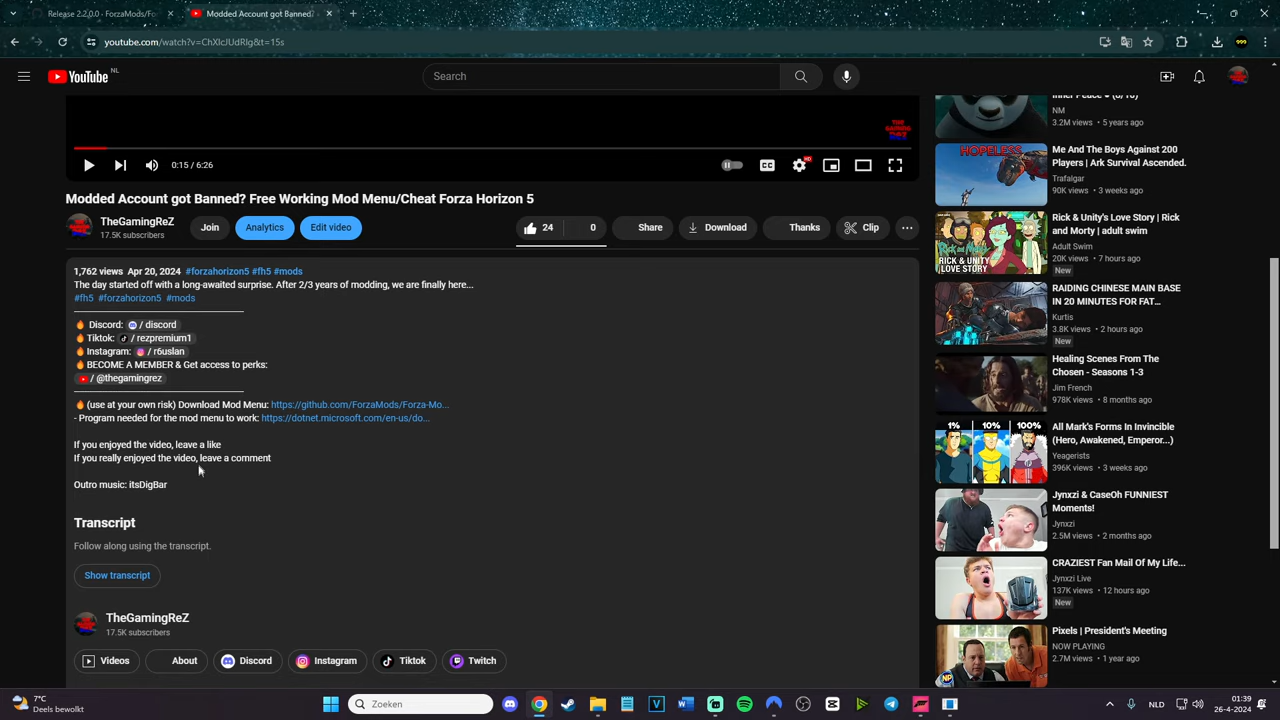 Release 2.2.0.0 - ForzaMods/Fo
Modded Account got Banned?
youtube.com/watch?v=ChXlcJUdRlg&t=15s
999
YouTube NL
Search
THE GAMING REZ
0:15 / 6:26
CC
HD
Modded Account got Banned? Free Working Mod Menu/Cheat Forza Horizon 5
TheGamingReZ
17.5K subscribers
Join
Analytics
Edit video
24
0
Share
Download
Thanks
Clip
1,762 views Apr 20, 2024 #forzahorizon5 #fh5 #mods
The day started off with a long-awaited surprise. After 2/3 years of modding, we are finally here...
#fh5 #forzahorizon5 #mods
Discord: / discord
Tiktok: / rezpremium1
Instagram: / r6uslan
BECOME A MEMBER & Get access to perks:
/ @thegamingrez
(use at your own risk) Download Mod Menu: https://github.com/ForzaMods/Forza-Mo...
- Program needed for the mod menu to work: https://dotnet.microsoft.com/en-us/do...
If you enjoyed the video, leave a like
If you really enjoyed the video, leave a comment
Outro music: itsDigBar
Transcript
Follow along using the transcript.
Show transcript
TheGamingReZ
17.5K subscribers
Videos
About
Discord
Instagram
Tiktok
Twitch
Inner Peace
NM
3.2M views • 5 years ago
HOPELESS
Me And The Boys Against 200
Players | Ark Survival Ascended.
Trafalgar
90K views • 3 weeks ago
RICK & UNITY'S
LOVE STORY
Rick & Unity's Love Story | Rick
and Morty | adult swim
Adult Swim
20K views • 7 hours ago
New
RAIDING CHINESE MAIN BASE
IN 20 MINUTES FOR FAT...
Kurtis
3.8K views • 2 hours ago
New
Healing Scenes From The
Chosen - Seasons 1-3
Jim French
978K views • 8 months ago
1% 10% 100%
All Mark's Forms In Invincible
(Hero, Awakened, Emperor...)
Yeagerists
396K views • 3 weeks ago
Jynxzi & CaseOh FUNNIEST
Moments!
Jynxzi
2.5M views • 2 months ago
CRAZIEST Fan Mail Of My Life...
Jynxzi Live
137K views • 12 hours ago
New
Pixels | President's Meeting
NOW PLAYING
2.7M views • 1 year ago
7°C
Deels bewolkt
Zoeken
NLD
01:39
26-4-2024